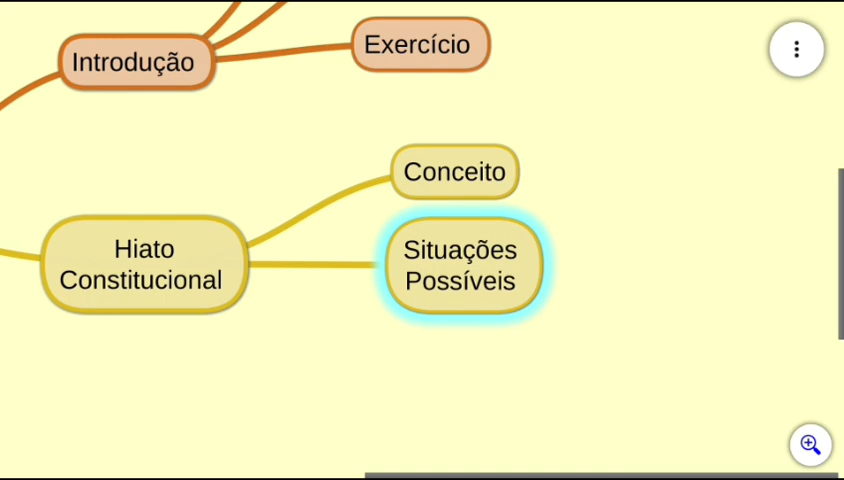 Exercício
Introdução
Conceito
Hiato
Constitucional
Situações
Possíveis